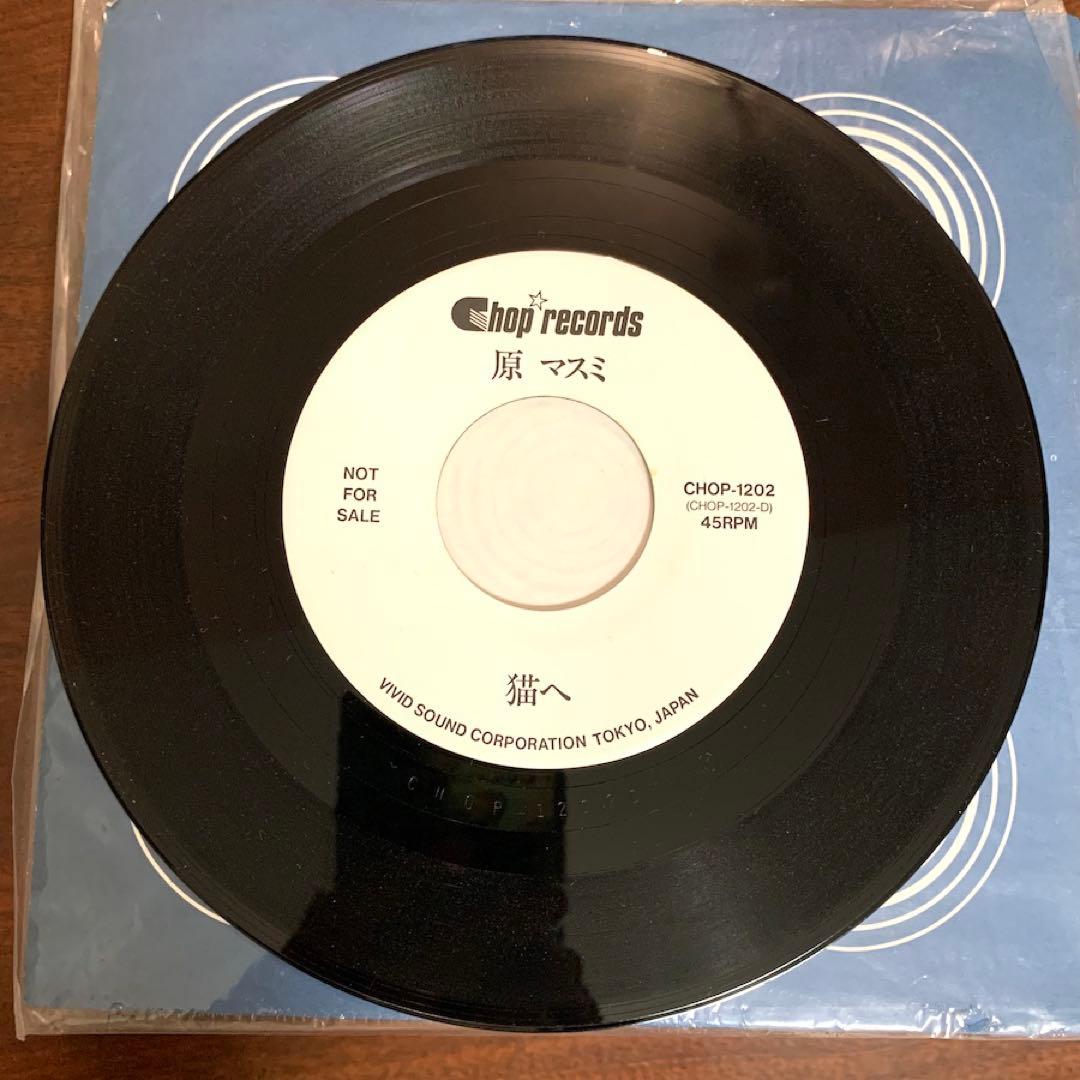 Chop records
原 マスミ
NOT
FOR
SALE
CHOP-1202
(CHOP-1202-D)
45RPM
猫へ
VIVID SOUND CORPORATION TOKYO, JAPAN